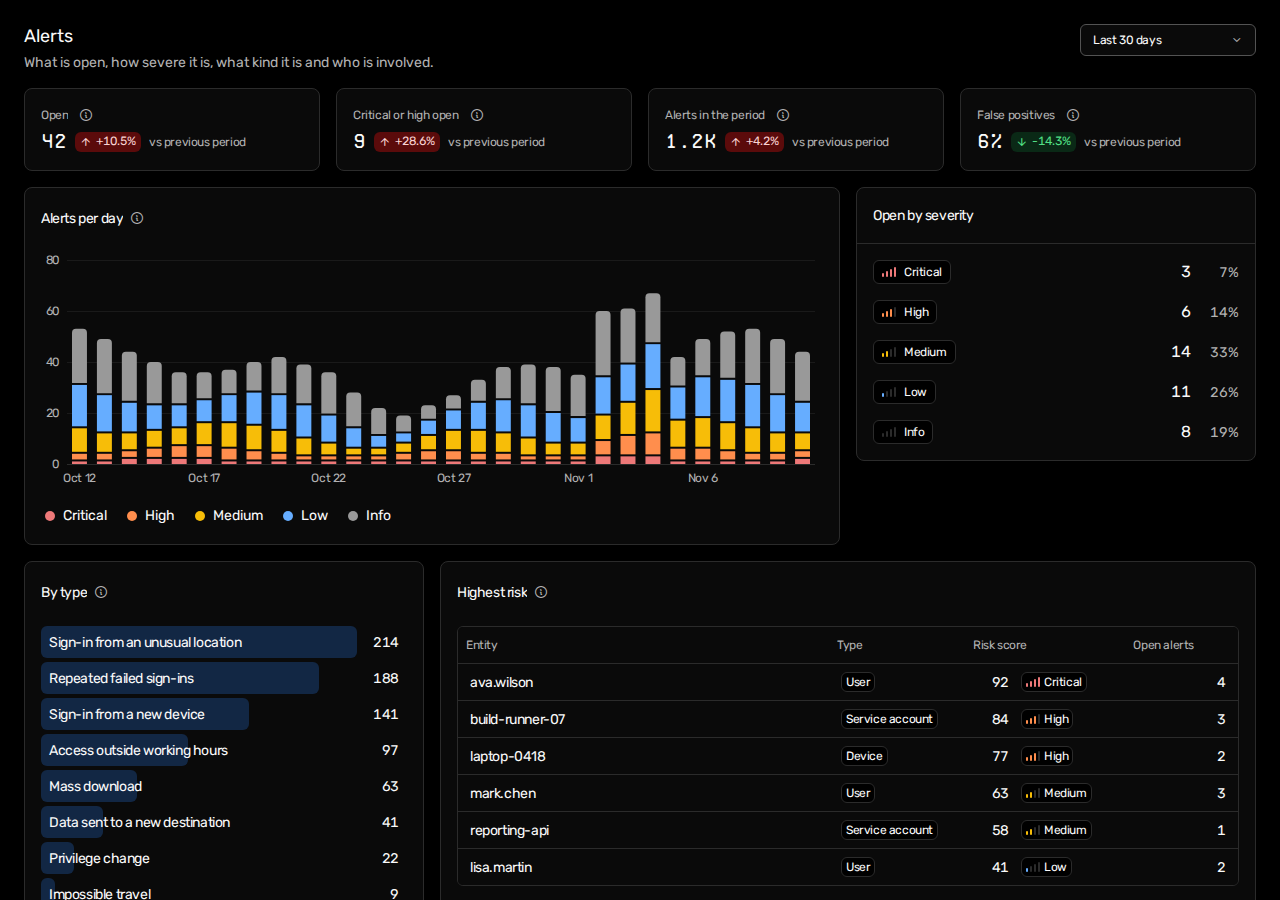 Alerts
Last 30 days
What is open, how severe it is, what kind it is and who is involved.
Open
42 +10.5% vs previous period
Critical or high open
9 +28.6% vs previous period
Alerts in the period
1.2K +4.2% vs previous period
False positives
6% -14.3% vs previous period
Alerts per day
80
60
40
20
0
Oct 12 Oct 17 Oct 22 Oct 27 Nov 1 Nov 6
Critical High Medium Low Info
Open by severity
Critical 3 7%
High 6 14%
Medium 14 33%
Low 11 26%
Info 8 19%
By type
Sign-in from an unusual location 214
Repeated failed sign-ins 188
Sign-in from a new device 141
Access outside working hours 97
Mass download 63
Data sent to a new destination 41
Privilege change 22
Impossible travel 9
Highest risk
Entity Type Risk score Open alerts
ava.wilson User 92 Critical 4
build-runner-07 Service account 84 High 3
laptop-0418 Device 77 High 2
mark.chen User 63 Medium 3
reporting-api Service account 58 Medium 1
lisa.martin User 41 Low 2